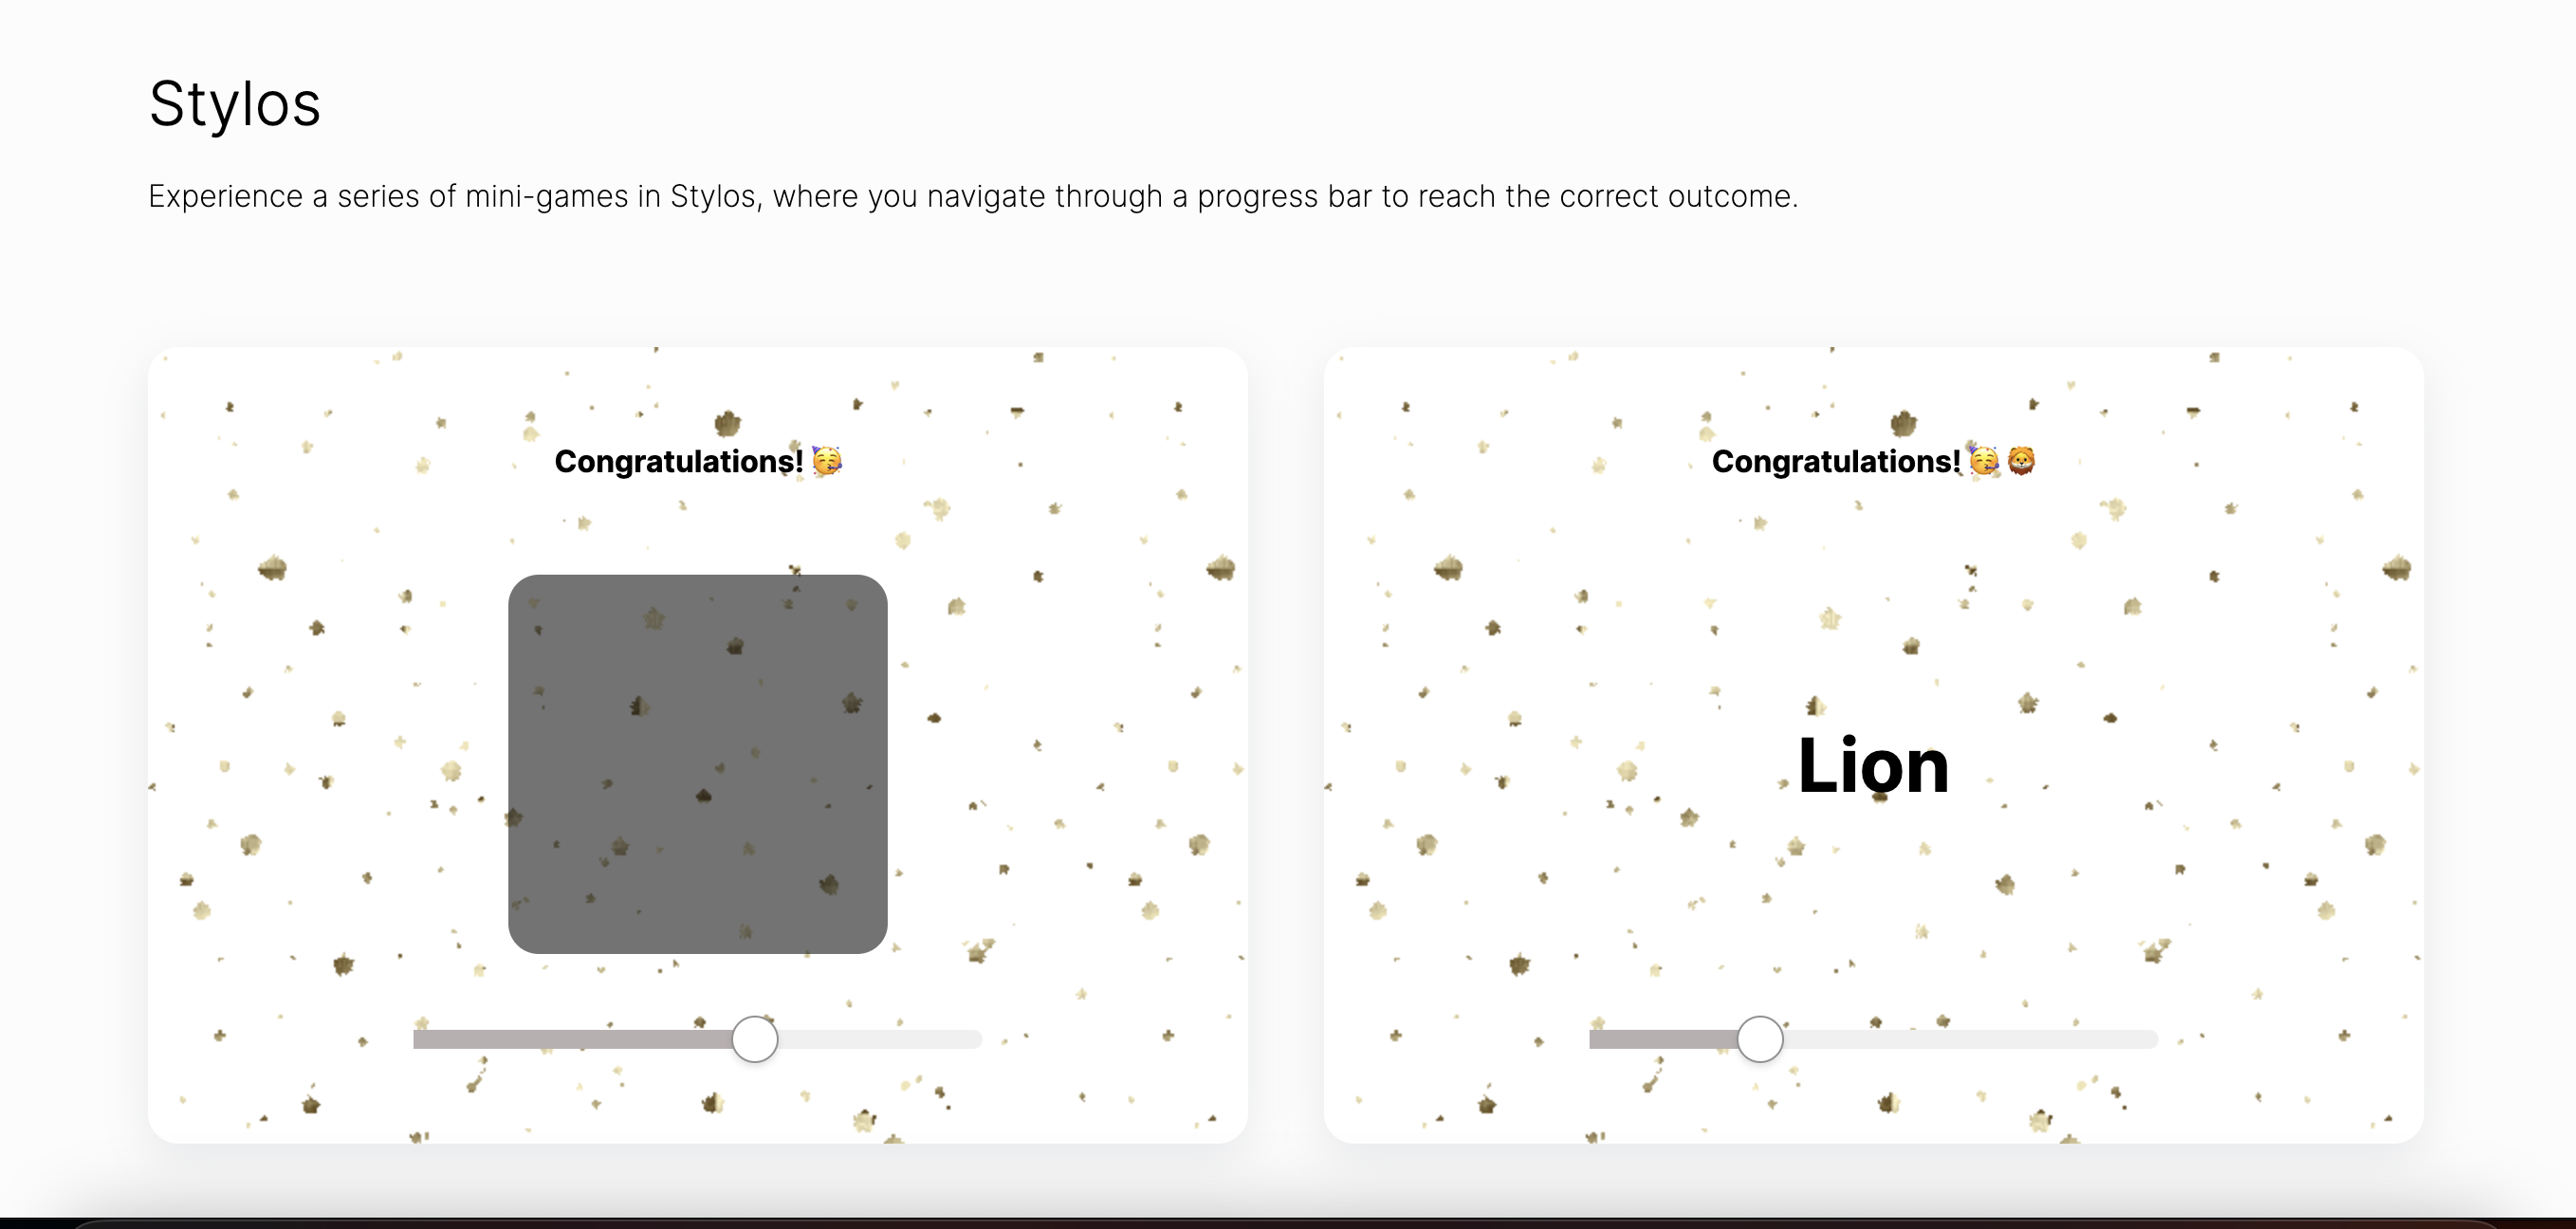 Stylos
Experience a series of mini-games in Stylos, where you navigate through a progress bar to reach the correct outcome.
Congratulations! 🥳
Congratulations! 🥳 🦁
Lion